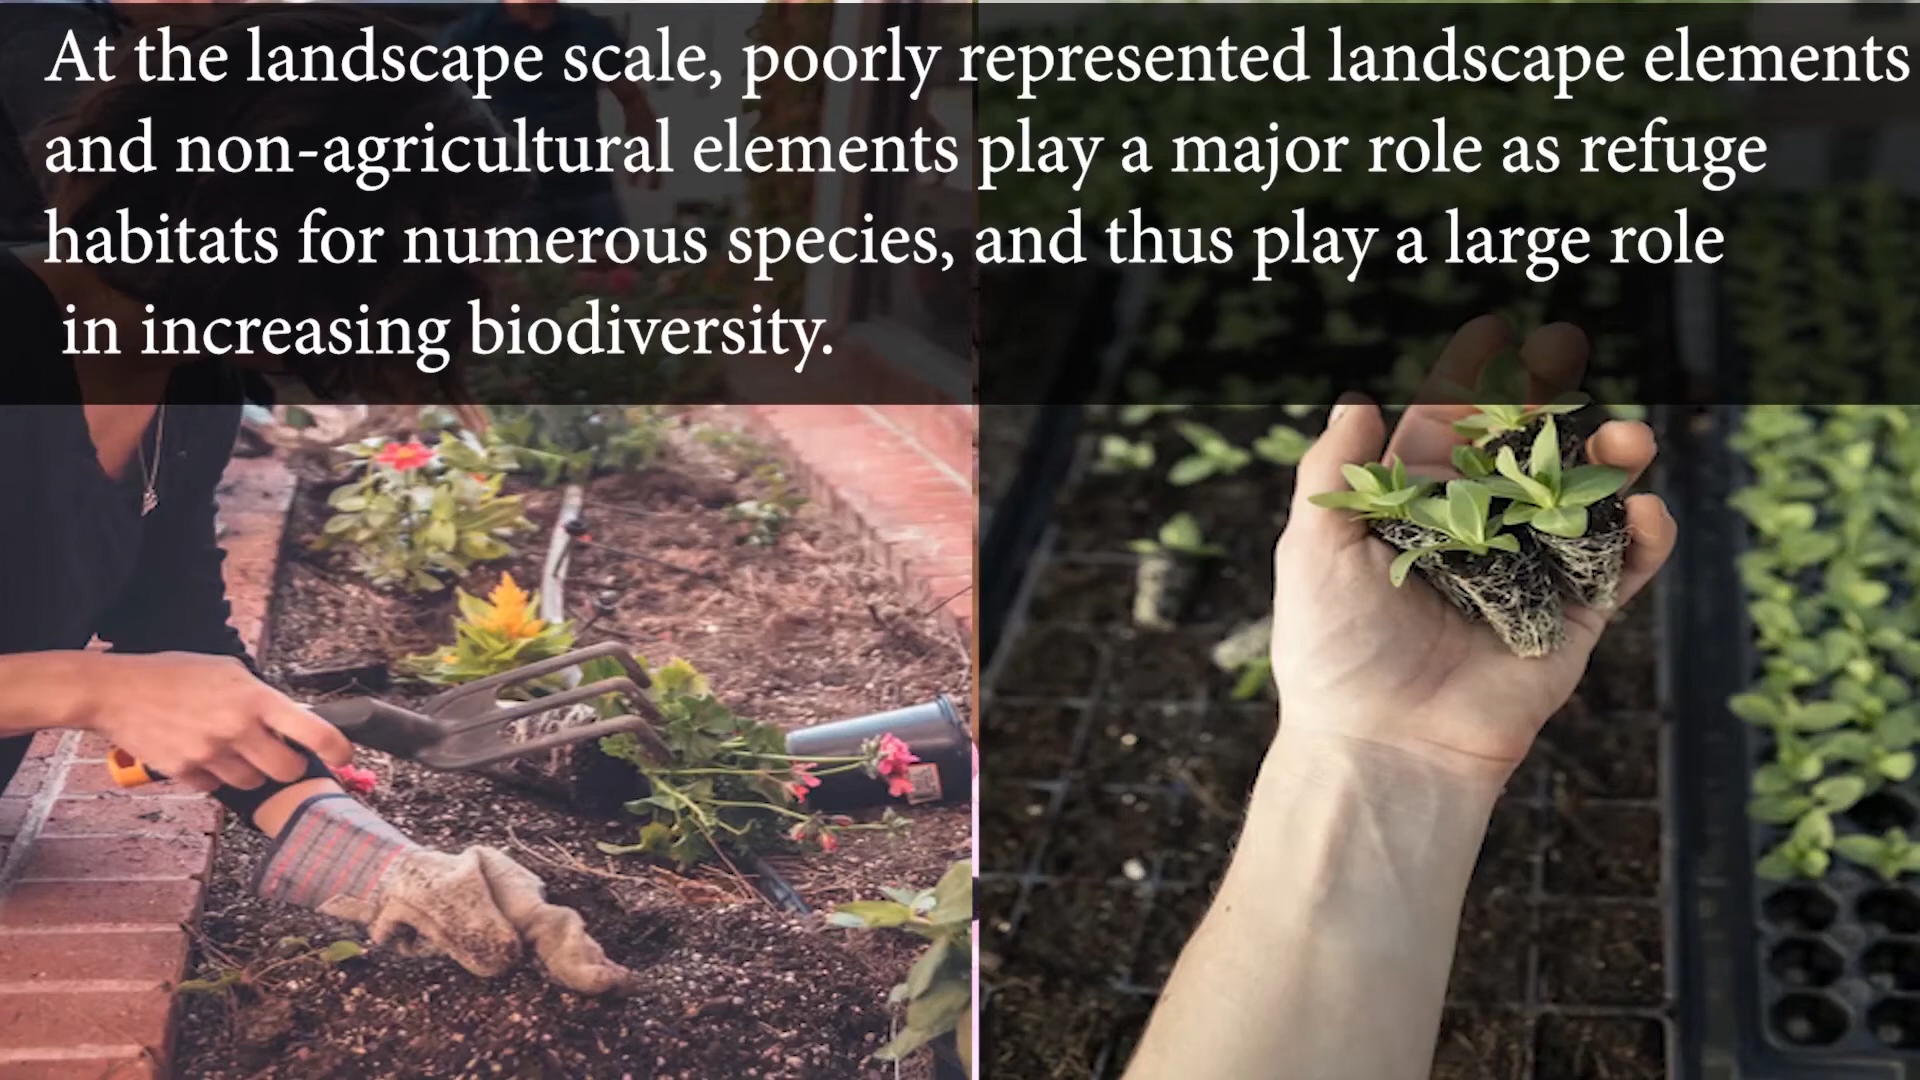 At the landscape scale, poorly represented landscape elements
and non-agricultural elements play a major role as refuge
habitats for numerous species, and thus play a large role
in increasing biodiversity.